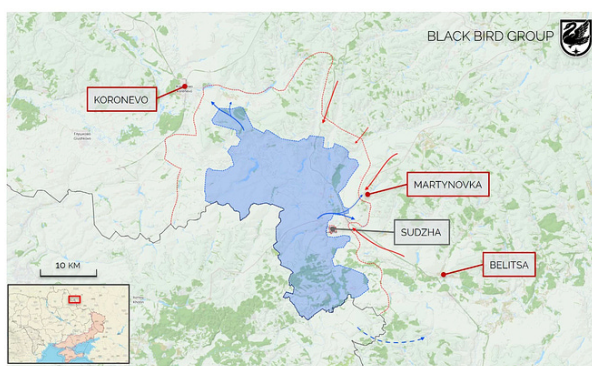 BLACK BIRD GROUP
KORONEVO
MARTYNOVKA
SUDZHA
BELITSA
10 KM